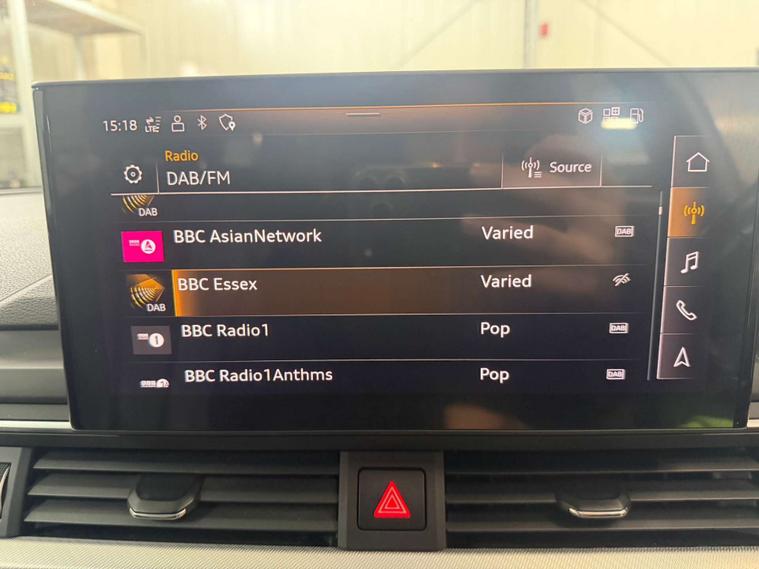 15:18 LTE
Radio
DAB/FM
Source
DAB
BBC AsianNetwork Varied DAB
BBC Essex Varied
DAB
BBC Radio1 Pop DAB
1
BBC Radio1Anthms Pop DAB